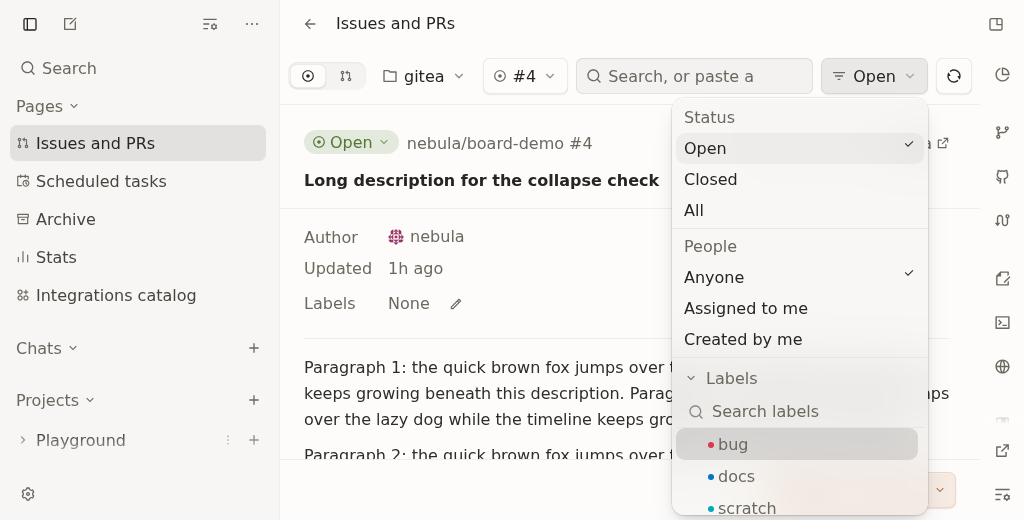 Issues and PRs
Search
gitea
#4
Search, or paste a
Open
Pages
Issues and PRs
Scheduled tasks
Archive
Stats
Integrations catalog
Chats
Projects
Playground
Open
nebula/board-demo #4
Long description for the collapse check
Author
nebula
Updated
1h ago
Labels
None
Paragraph 1: the quick brown fox jumps over
keeps growing beneath this description.
over the lazy dog while the timeline keeps
Paragraph 2: the quick brown fox jumps over
Status
Open
Closed
All
People
Anyone
Assigned to me
Created by me
Labels
Search labels
bug
docs
scratch